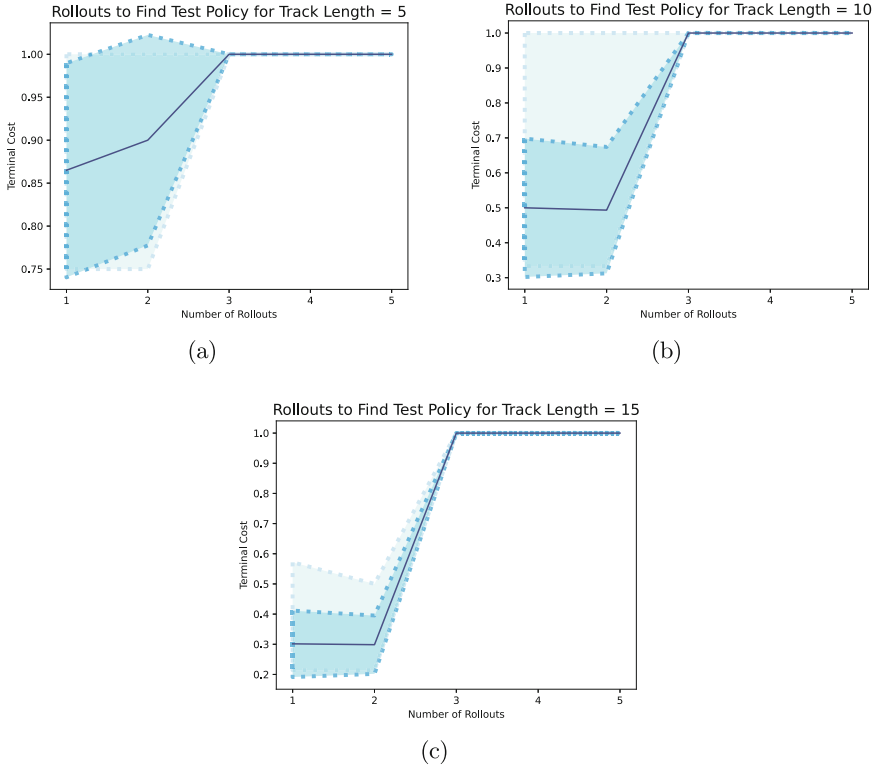 Rollouts to Find Test Policy for Track Length = 5
1.00
0.95
0.90
0.85
0.80
0.75
Terminal Cost
1 2 3 4 5
Number of Rollouts
(a)
Rollouts to Find Test Policy for Track Length = 10
1.0
0.9
0.8
0.7
0.6
0.5
0.4
0.3
Terminal Cost
1 2 3 4 5
Number of Rollouts
(b)
Rollouts to Find Test Policy for Track Length = 15
1.0
0.9
0.8
0.7
0.6
0.5
0.4
0.3
0.2
Terminal Cost
1 2 3 4 5
Number of Rollouts
(c)